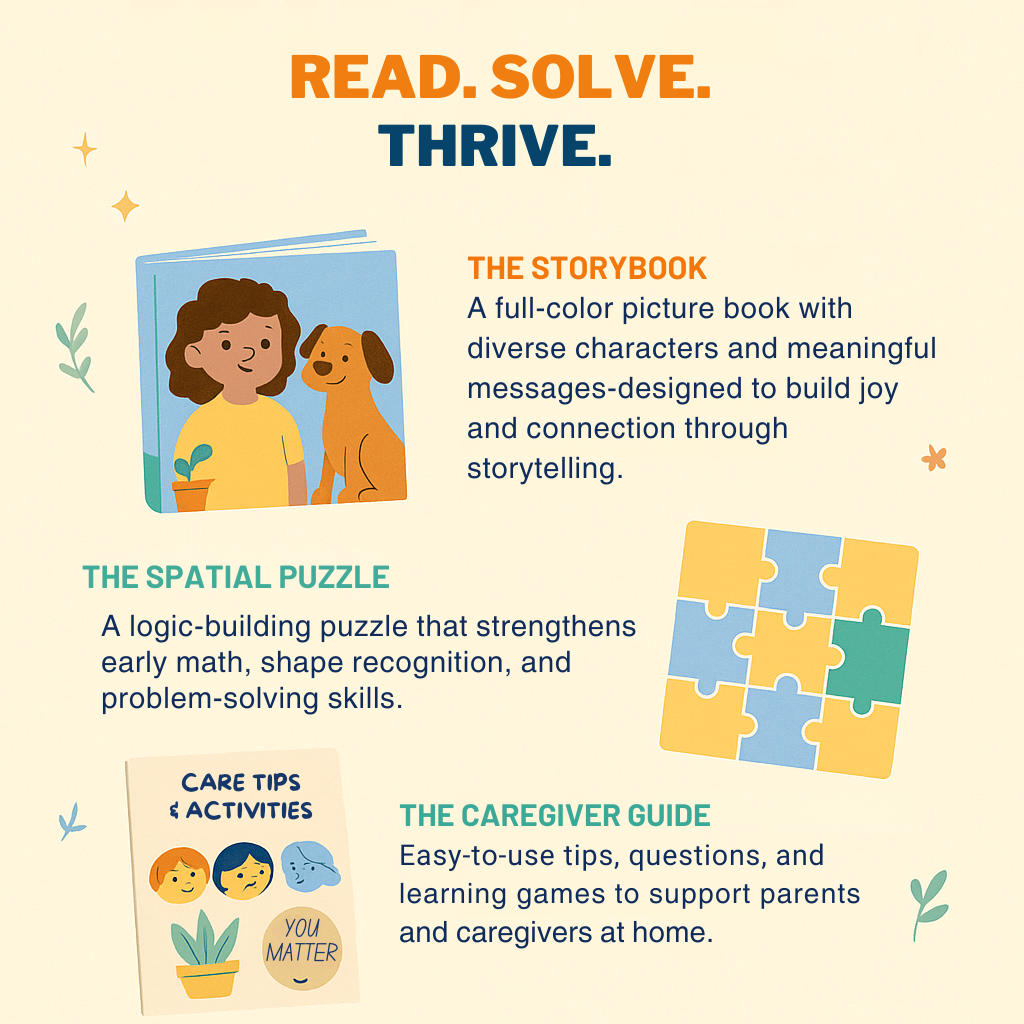 READ. SOLVE.
THRIVE.
THE STORYBOOK
A full-color picture book with
diverse characters and meaningful
messages-designed to build joy
and connection through
storytelling.
THE SPATIAL PUZZLE
A logic-building puzzle that strengthens
early math, shape recognition, and
problem-solving skills.
CARE TIPS
& ACTIVITIES
YOU
MATTER
THE CAREGIVER GUIDE
Easy-to-use tips, questions, and
learning games to support parents
and caregivers at home.